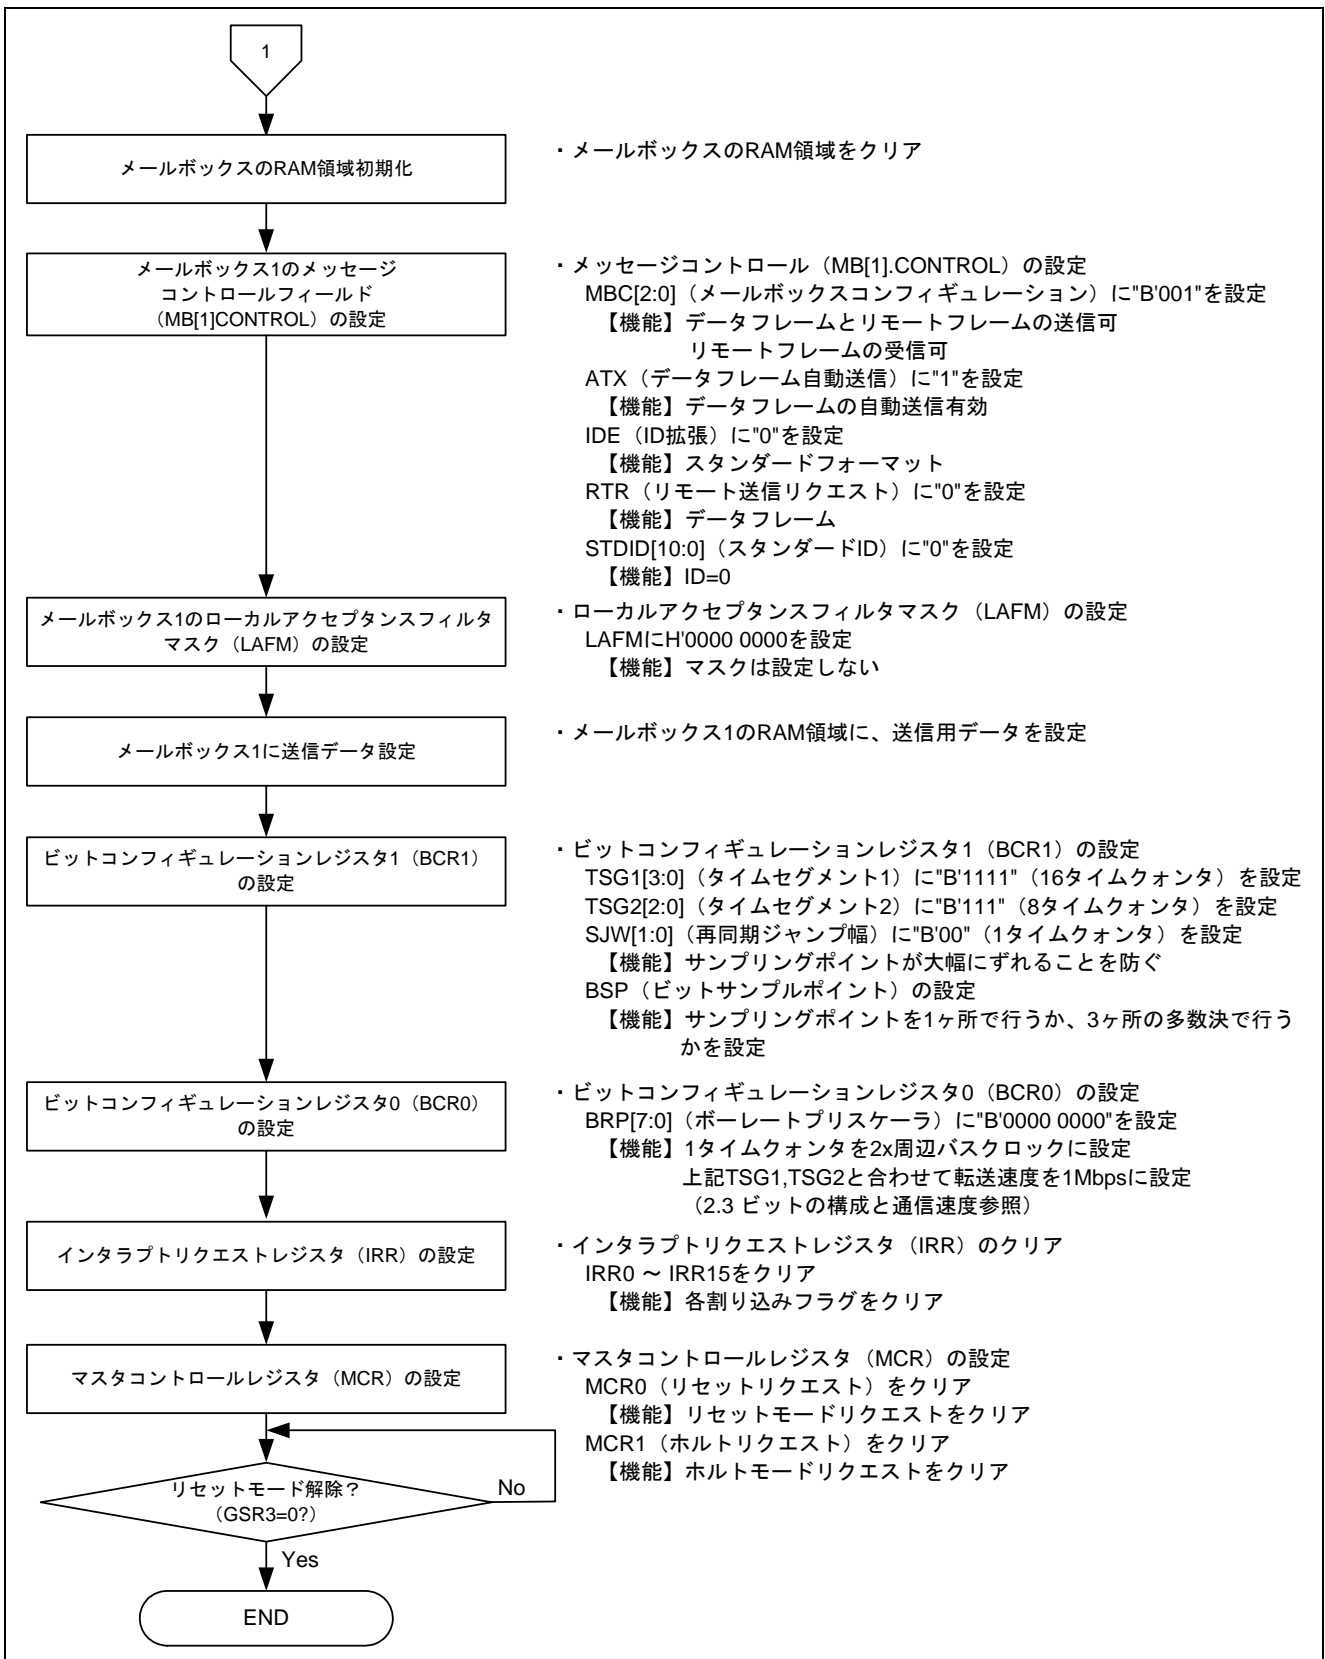 1
メールボックスのRAM領域初期化
・メールボックスのRAM領域をクリア
メールボックス1のメッセージ
コントロールフィールド
（MB[1]CONTROL）の設定
・メッセージコントロール（MB[1].CONTROL）の設定
MBC[2:0]（メールボックスコンフィギュレーション）に"B'001"を設定
【機能】データフレームとリモートフレームの送信可
リモートフレームの受信可
ATX（データフレーム自動送信）に"1"を設定
【機能】データフレームの自動送信有効
IDE（ID拡張）に"0"を設定
【機能】スタンダードフォーマット
RTR（リモート送信リクエスト）に"0"を設定
【機能】データフレーム
STDID[10:0]（スタンダードID）に"0"を設定
【機能】ID=0
メールボックス1のローカルアクセプタンスフィルタ
マスク（LAFM）の設定
・ローカルアクセプタンスフィルタマスク（LAFM）の設定
LAFMにH'0000 0000を設定
【機能】マスクは設定しない
メールボックス1に送信データ設定
・メールボックス1のRAM領域に、送信用データを設定
ビットコンフィギュレーションレジスタ1（BCR1）
の設定
・ビットコンフィギュレーションレジスタ1（BCR1）の設定
TSG1[3:0]（タイムセグメント1）に"B'1111"（16タイムクォンタ）を設定
TSG2[2:0]（タイムセグメント2）に"B'111"（8タイムクォンタ）を設定
SJW[1:0]（再同期ジャンプ幅）に"B'00"（1タイムクォンタ）を設定
【機能】サンプリングポイントが大幅にずれることを防ぐ
BSP（ビットサンプルポイント）の設定
【機能】サンプリングポイントを1ヶ所で行うか、3ヶ所の多数決で行う
かを設定
ビットコンフィギュレーションレジスタ0（BCR0）
の設定
・ビットコンフィギュレーションレジスタ0（BCR0）の設定
BRP[7:0]（ボーレートプリスケーラ）に"B'0000 0000"を設定
【機能】1タイムクォンタを2x周辺バスクロックに設定
上記TSG1,TSG2と合わせて転送速度を1Mbpsに設定
（2.3 ビットの構成と通信速度参照）
インタラプトリクエストレジスタ（IRR）の設定
・インタラプトリクエストレジスタ（IRR）のクリア
IRR0 ～ IRR15をクリア
【機能】各割り込みフラグをクリア
マスタコントロールレジスタ（MCR）の設定
・マスタコントロールレジスタ（MCR）の設定
MCR0（リセットリクエスト）をクリア
【機能】リセットモードリクエストをクリア
MCR1（ホルトリクエスト）をクリア
【機能】ホルトモードリクエストをクリア
リセットモード解除？
（GSR3=0?）
No
Yes
END